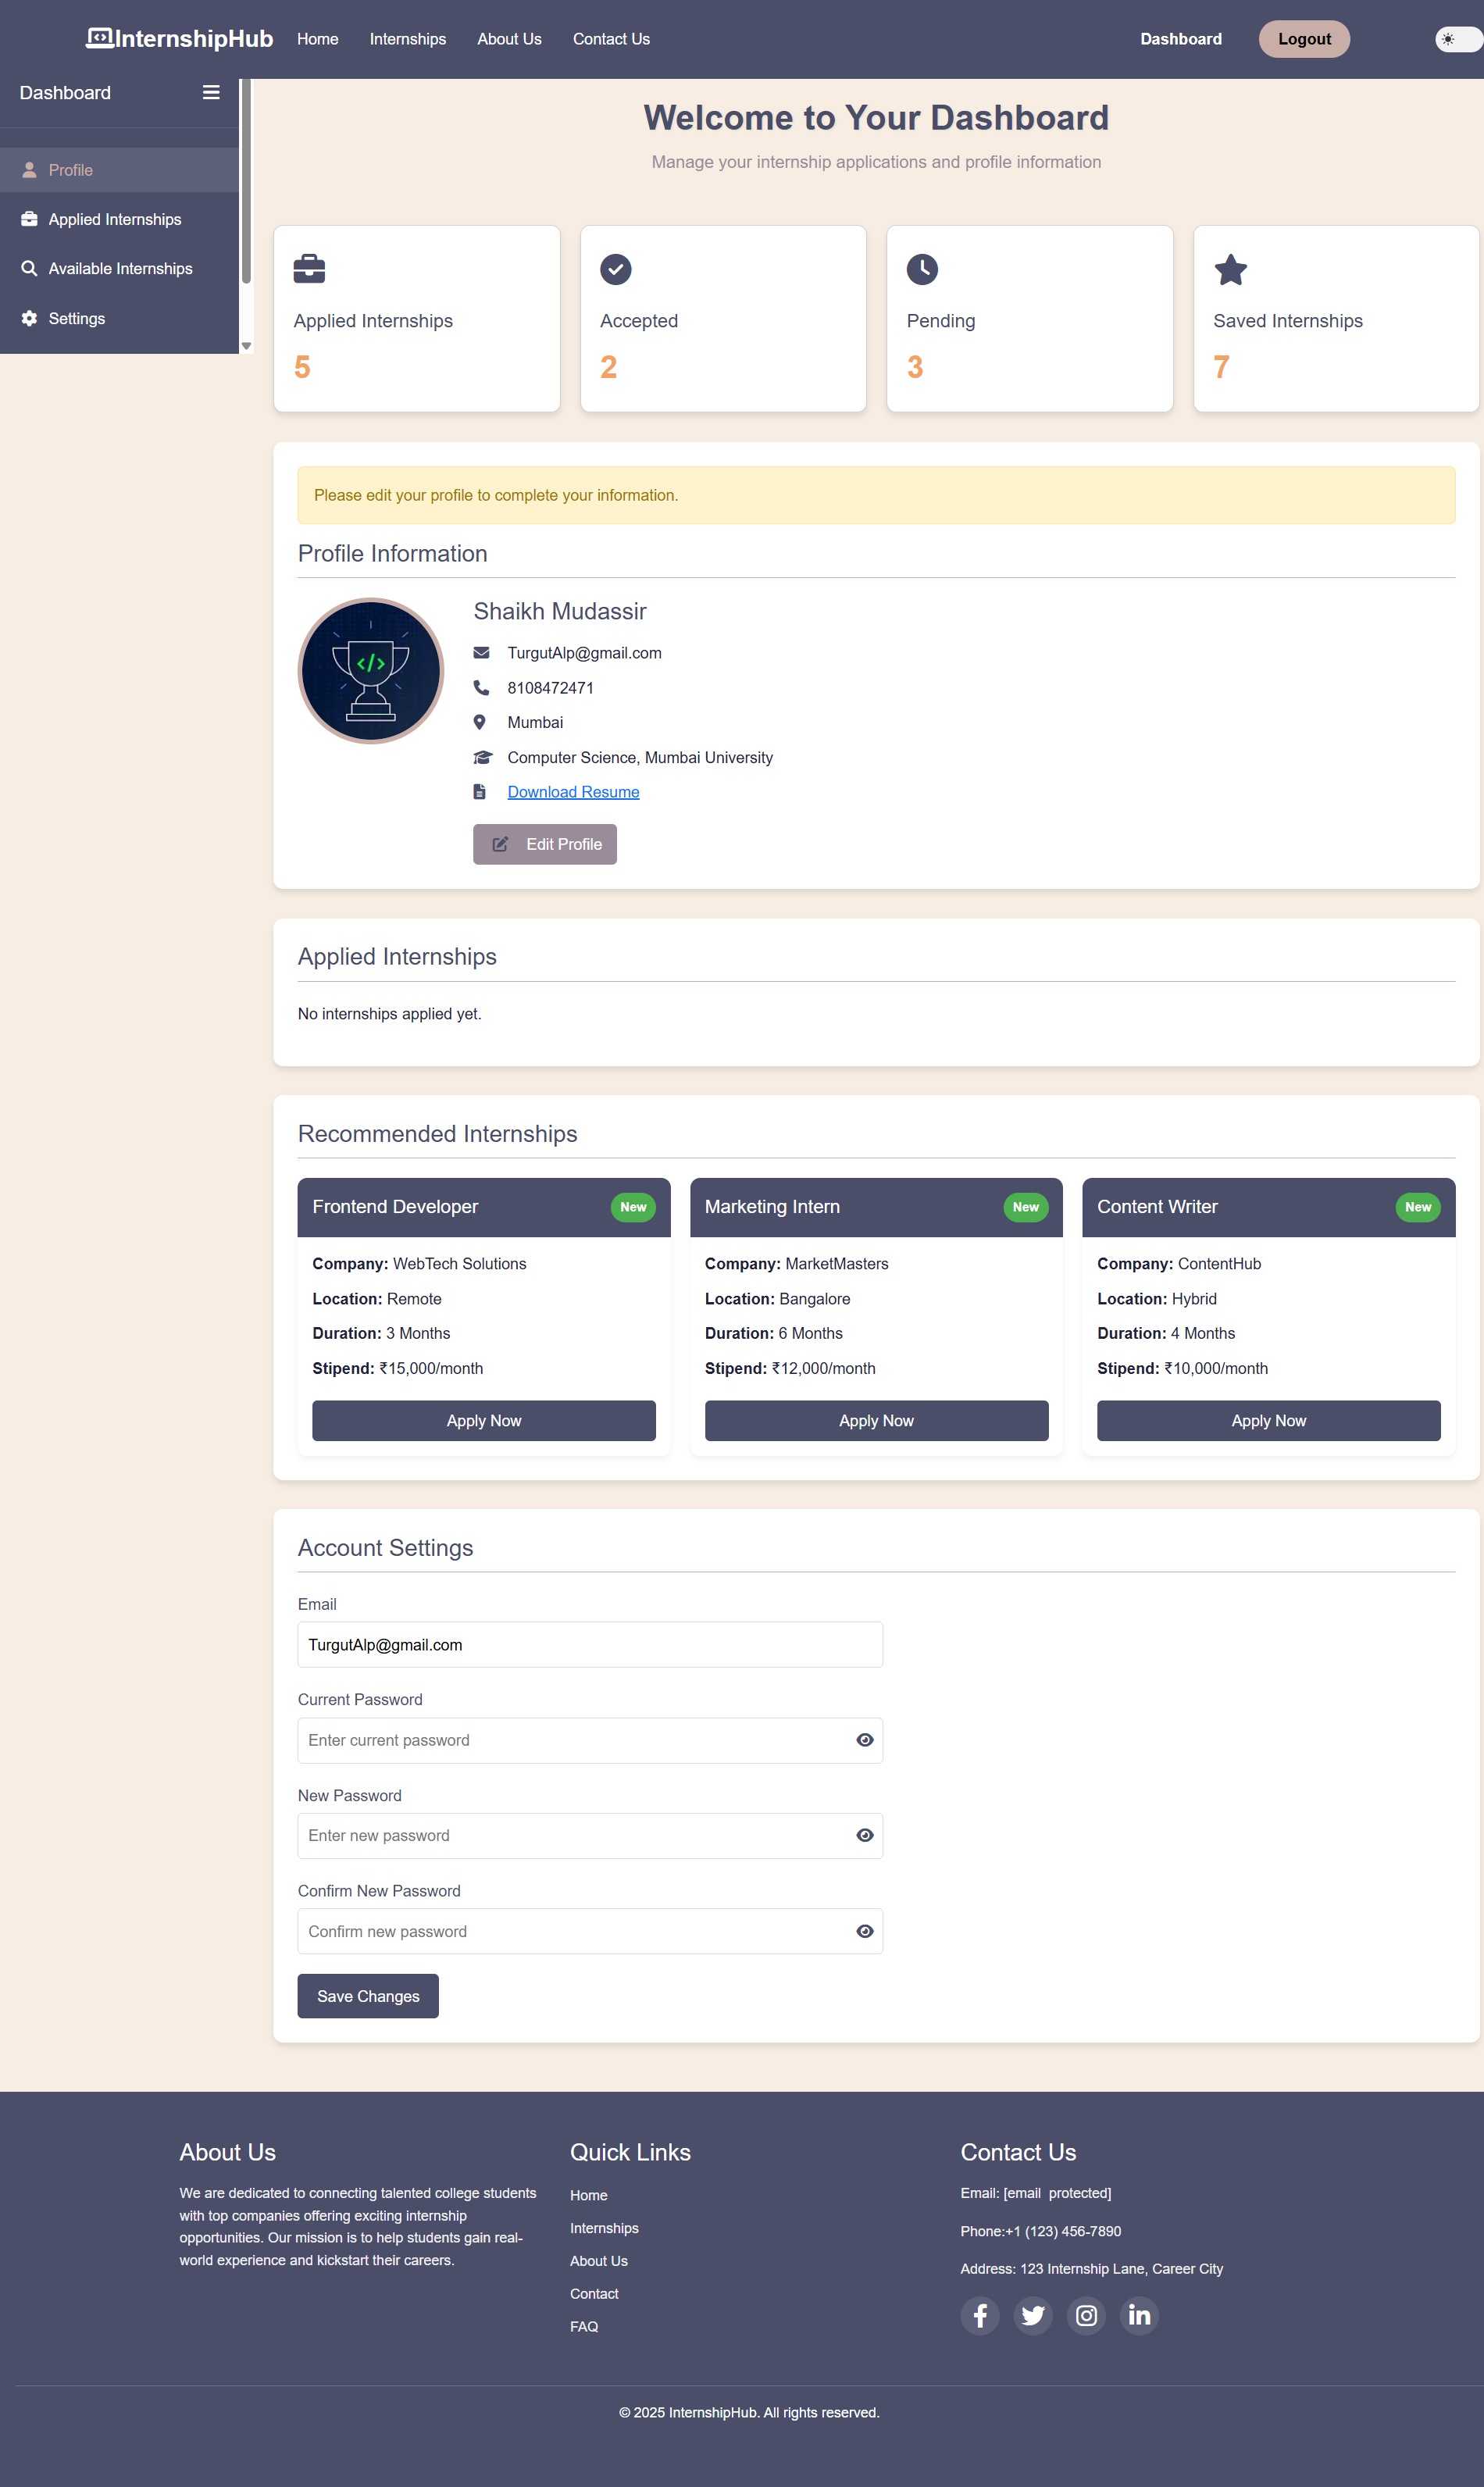 InternshipHub
Home
Internships
About Us
Contact Us
Dashboard
Logout
Dashboard
Profile
Applied Internships
Available Internships
Settings
Welcome to Your Dashboard
Manage your internship applications and profile information
Applied Internships
5
Accepted
2
Pending
3
Saved Internships
7
Please edit your profile to complete your information.
Profile Information
</>
Shaikh Mudassir
TurgutAlp@gmail.com
8108472471
Mumbai
Computer Science, Mumbai University
Download Resume
Edit Profile
Applied Internships
No internships applied yet.
Recommended Internships
Frontend Developer
New
Company: WebTech Solutions
Location: Remote
Duration: 3 Months
Stipend: ₹15,000/month
Apply Now
Marketing Intern
New
Company: MarketMasters
Location: Bangalore
Duration: 6 Months
Stipend: ₹12,000/month
Apply Now
Content Writer
New
Company: ContentHub
Location: Hybrid
Duration: 4 Months
Stipend: ₹10,000/month
Apply Now
Account Settings
Email
TurgutAlp@gmail.com
Current Password
Enter current password
New Password
Enter new password
Confirm New Password
Confirm new password
Save Changes
About Us
We are dedicated to connecting talented college students
with top companies offering exciting internship
opportunities. Our mission is to help students gain real-
world experience and kickstart their careers.
Quick Links
Home
Internships
About Us
Contact
FAQ
Contact Us
Email: [email protected]
Phone:+1 (123) 456-7890
Address: 123 Internship Lane, Career City
© 2025 InternshipHub. All rights reserved.